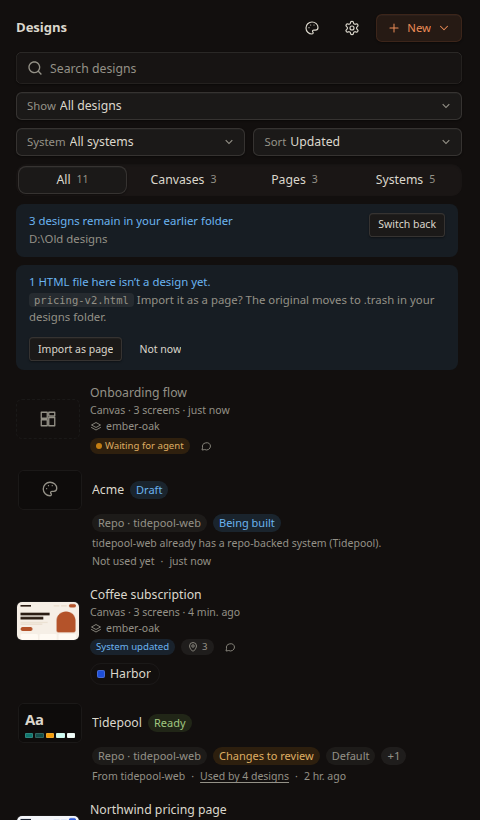 Designs
New
Search designs
Show All designs
System All systems
Sort Updated
All 11
Canvases 3
Pages 3
Systems 5
3 designs remain in your earlier folder
D:\Old designs
Switch back
1 HTML file here isn’t a design yet.
pricing-v2.html Import it as a page? The original moves to .trash in your
designs folder.
Import as page
Not now
Onboarding flow
Canvas · 3 screens · just now
ember-oak
Waiting for agent
Acme Draft
Repo · tidepool-web Being built
tidepool-web already has a repo-backed system (Tidepool).
Not used yet · just now
Coffee subscription
Canvas · 3 screens · 4 min. ago
ember-oak
System updated 3
Harbor
Aa
Tidepool Ready
Repo · tidepool-web Changes to review Default +1
From tidepool-web · Used by 4 designs · 2 hr. ago
Northwind pricing page